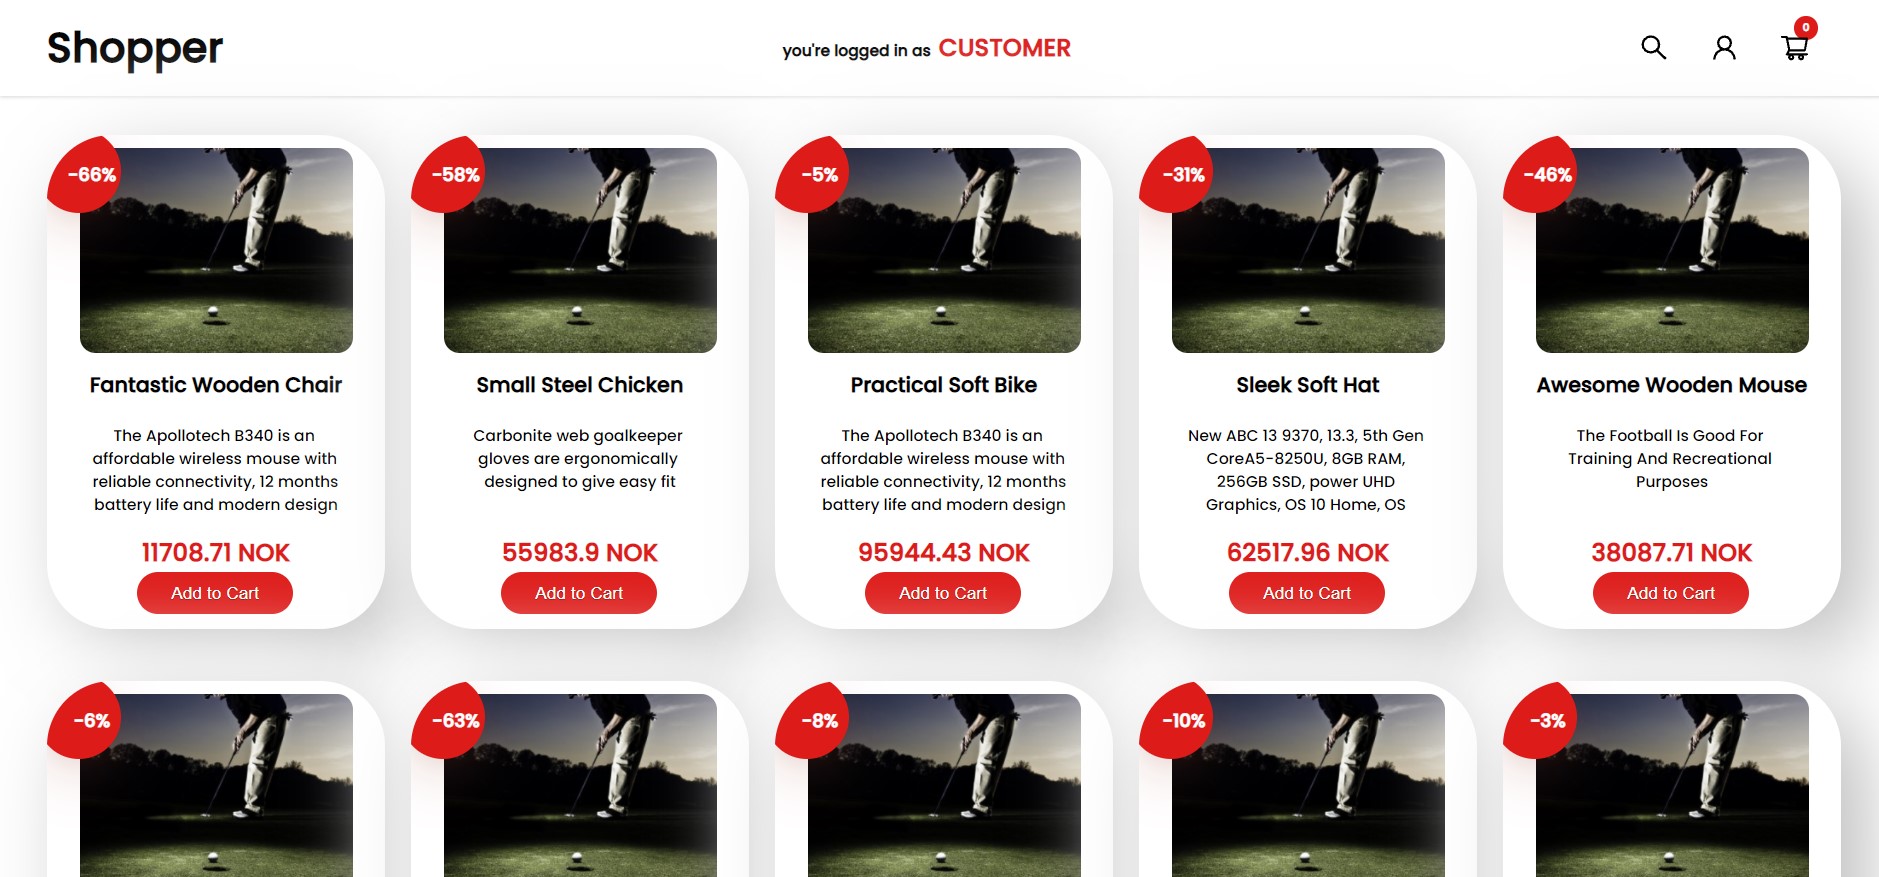 Shopper
you're logged in as CUSTOMER
0
-66%
-58%
-5%
-31%
-46%
Fantastic Wooden Chair
The Apollotech B340 is an
affordable wireless mouse with
reliable connectivity, 12 months
battery life and modern design
11708.71 NOK
Add to Cart
Small Steel Chicken
Carbonite web goalkeeper
gloves are ergonomically
designed to give easy fit
55983.9 NOK
Add to Cart
Practical Soft Bike
The Apollotech B340 is an
affordable wireless mouse with
reliable connectivity, 12 months
battery life and modern design
95944.43 NOK
Add to Cart
Sleek Soft Hat
New ABC 13 9370, 13.3, 5th Gen
CoreA5-8250U, 8GB RAM,
256GB SSD, power UHD
Graphics, OS 10 Home, OS
62517.96 NOK
Add to Cart
Awesome Wooden Mouse
The Football Is Good For
Training And Recreational
Purposes
38087.71 NOK
Add to Cart
-6%
-63%
-8%
-10%
-3%